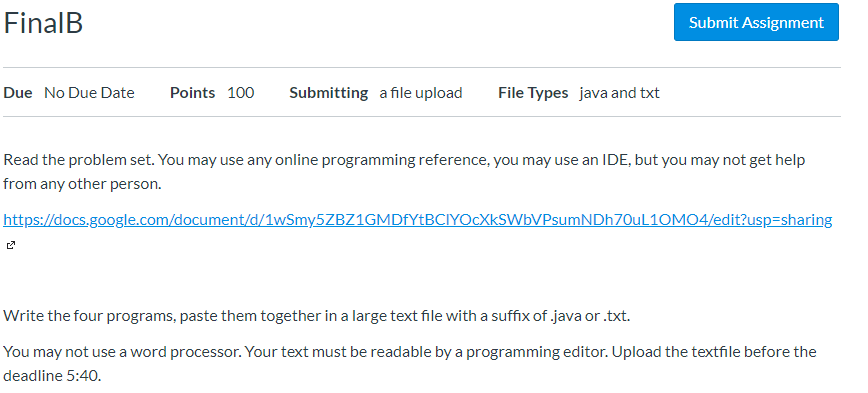 FinalB
Submit Assignment
Due No Due Date Points 100 Submitting a file upload File Types java and txt
Read the problem set. You may use any online programming reference, you may use an IDE, but you may not get help
from any other person.
https://docs.google.com/document/d/1wSmy5ZBZ1GMDfYtBClYOcXkSWbVPsumNDh70uL1OMO4/edit?usp=sharing
Write the four programs, paste them together in a large text file with a suffix of .java or .txt.
You may not use a word processor. Your text must be readable by a programming editor. Upload the textfile before the
deadline 5:40.